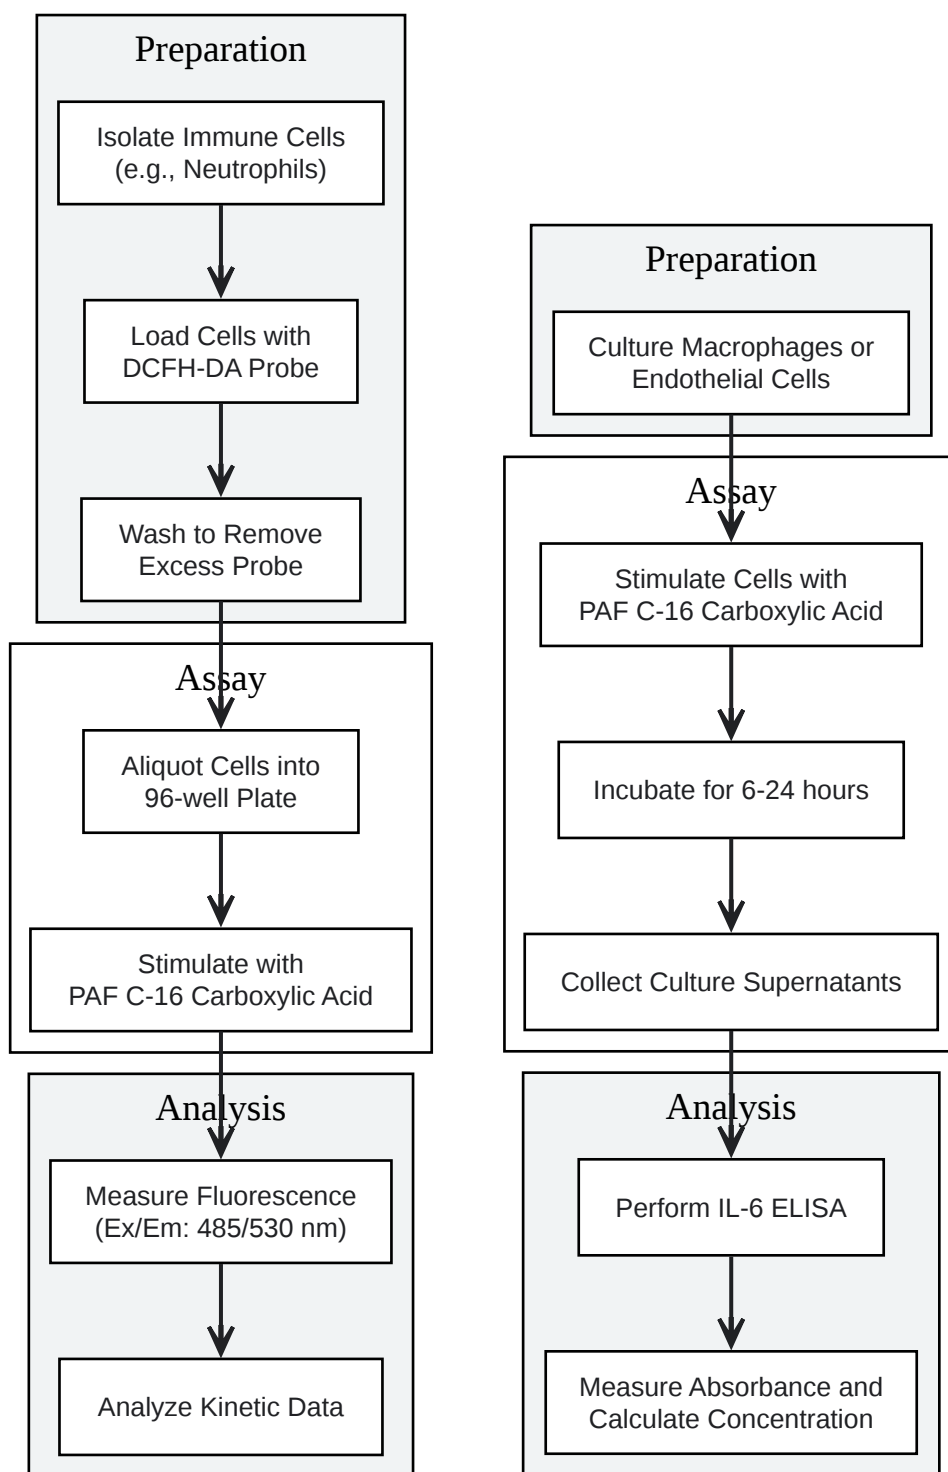 Preparation
Isolate Immune Cells
(e.g., Neutrophils)
Load Cells with
DCFH-DA Probe
Wash to Remove
Excess Probe
Assay
Aliquot Cells into
96-well Plate
Stimulate with
PAF C-16 Carboxylic Acid
Analysis
Measure Fluorescence
(Ex/Em: 485/530 nm)
Analyze Kinetic Data
Preparation
Culture Macrophages or
Endothelial Cells
Assay
Stimulate Cells with
PAF C-16 Carboxylic Acid
Incubate for 6-24 hours
Collect Culture Supernatants
Analysis
Perform IL-6 ELISA
Measure Absorbance and
Calculate Concentration